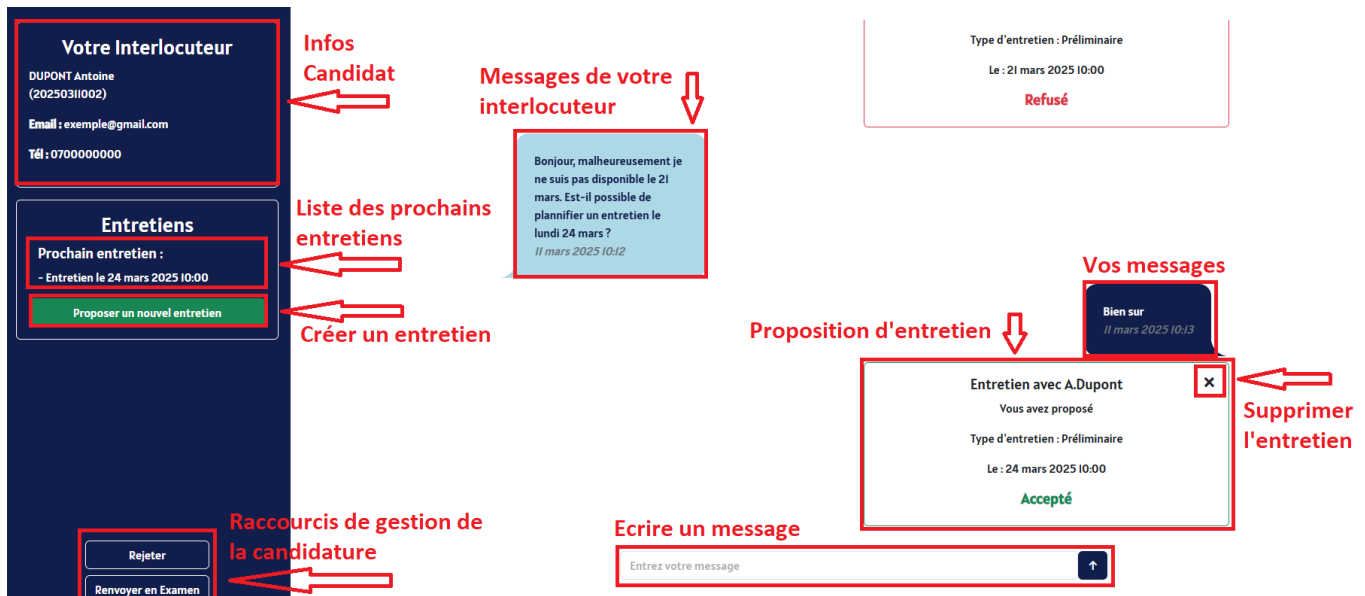 Votre Interlocuteur
DUPONT Antoine
(20250311002)
Email : exemple@gmail.com
Tél : 0700000000
Infos
Candidat
Entretiens
Prochain entretien :
- Entretien le 24 mars 2025 10:00
Proposer un nouvel entretien
Liste des prochains
entretiens
Créer un entretien
Rejeter
Renvoyer en Examen
Raccourcis de gestion de
la candidature
Messages de votre
interlocuteur
Bonjour, malheureusement je
ne suis pas disponible le 21
mars. Est-il possible de
plannifier un entretien le
lundi 24 mars ?
11 mars 2025 10:12
Type d'entretien : Préliminaire
Le : 21 mars 2025 10:00
Refusé
Vos messages
Bien sur
11 mars 2025 10:13
Proposition d'entretien
Entretien avec A.Dupont
Vous avez proposé
Type d'entretien : Préliminaire
Le : 24 mars 2025 10:00
Accepté
Supprimer
l'entretien
Ecrire un message
Entrez votre message